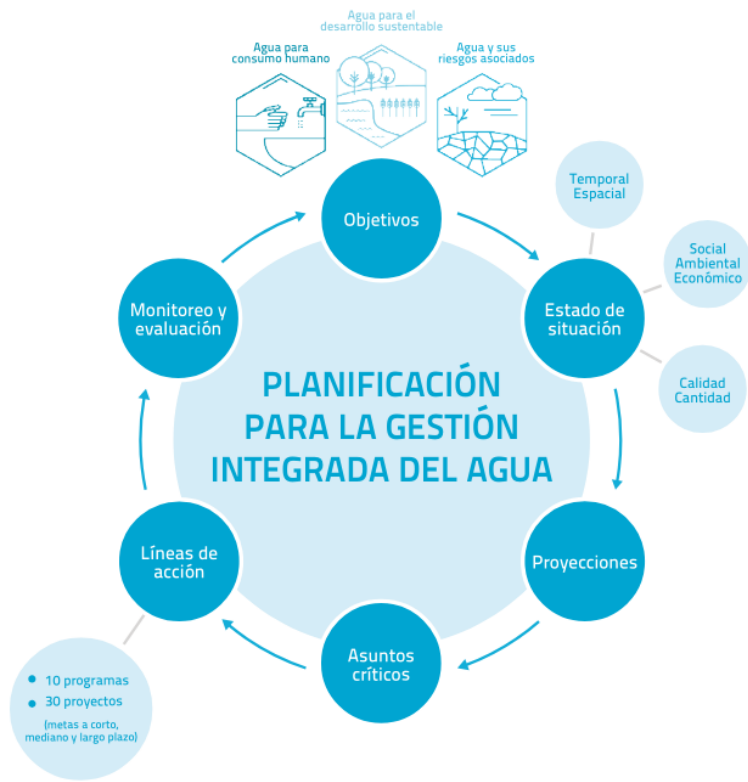 Agua para el
desarrollo sustentable
Agua para
consumo humano
Agua y sus
riesgos asociados
Objetivos
Temporal
Espacial
Social
Ambiental
Económico
Estado de
situación
Calidad
Cantidad
Proyecciones
Asuntos
críticos
Líneas de
acción
• 10 programas
• 30 proyectos
(metas a corto,
mediano y largo plazo)
Monitoreo y
evaluación
PLANIFICACIÓN
PARA LA GESTIÓN
INTEGRADA DEL AGUA